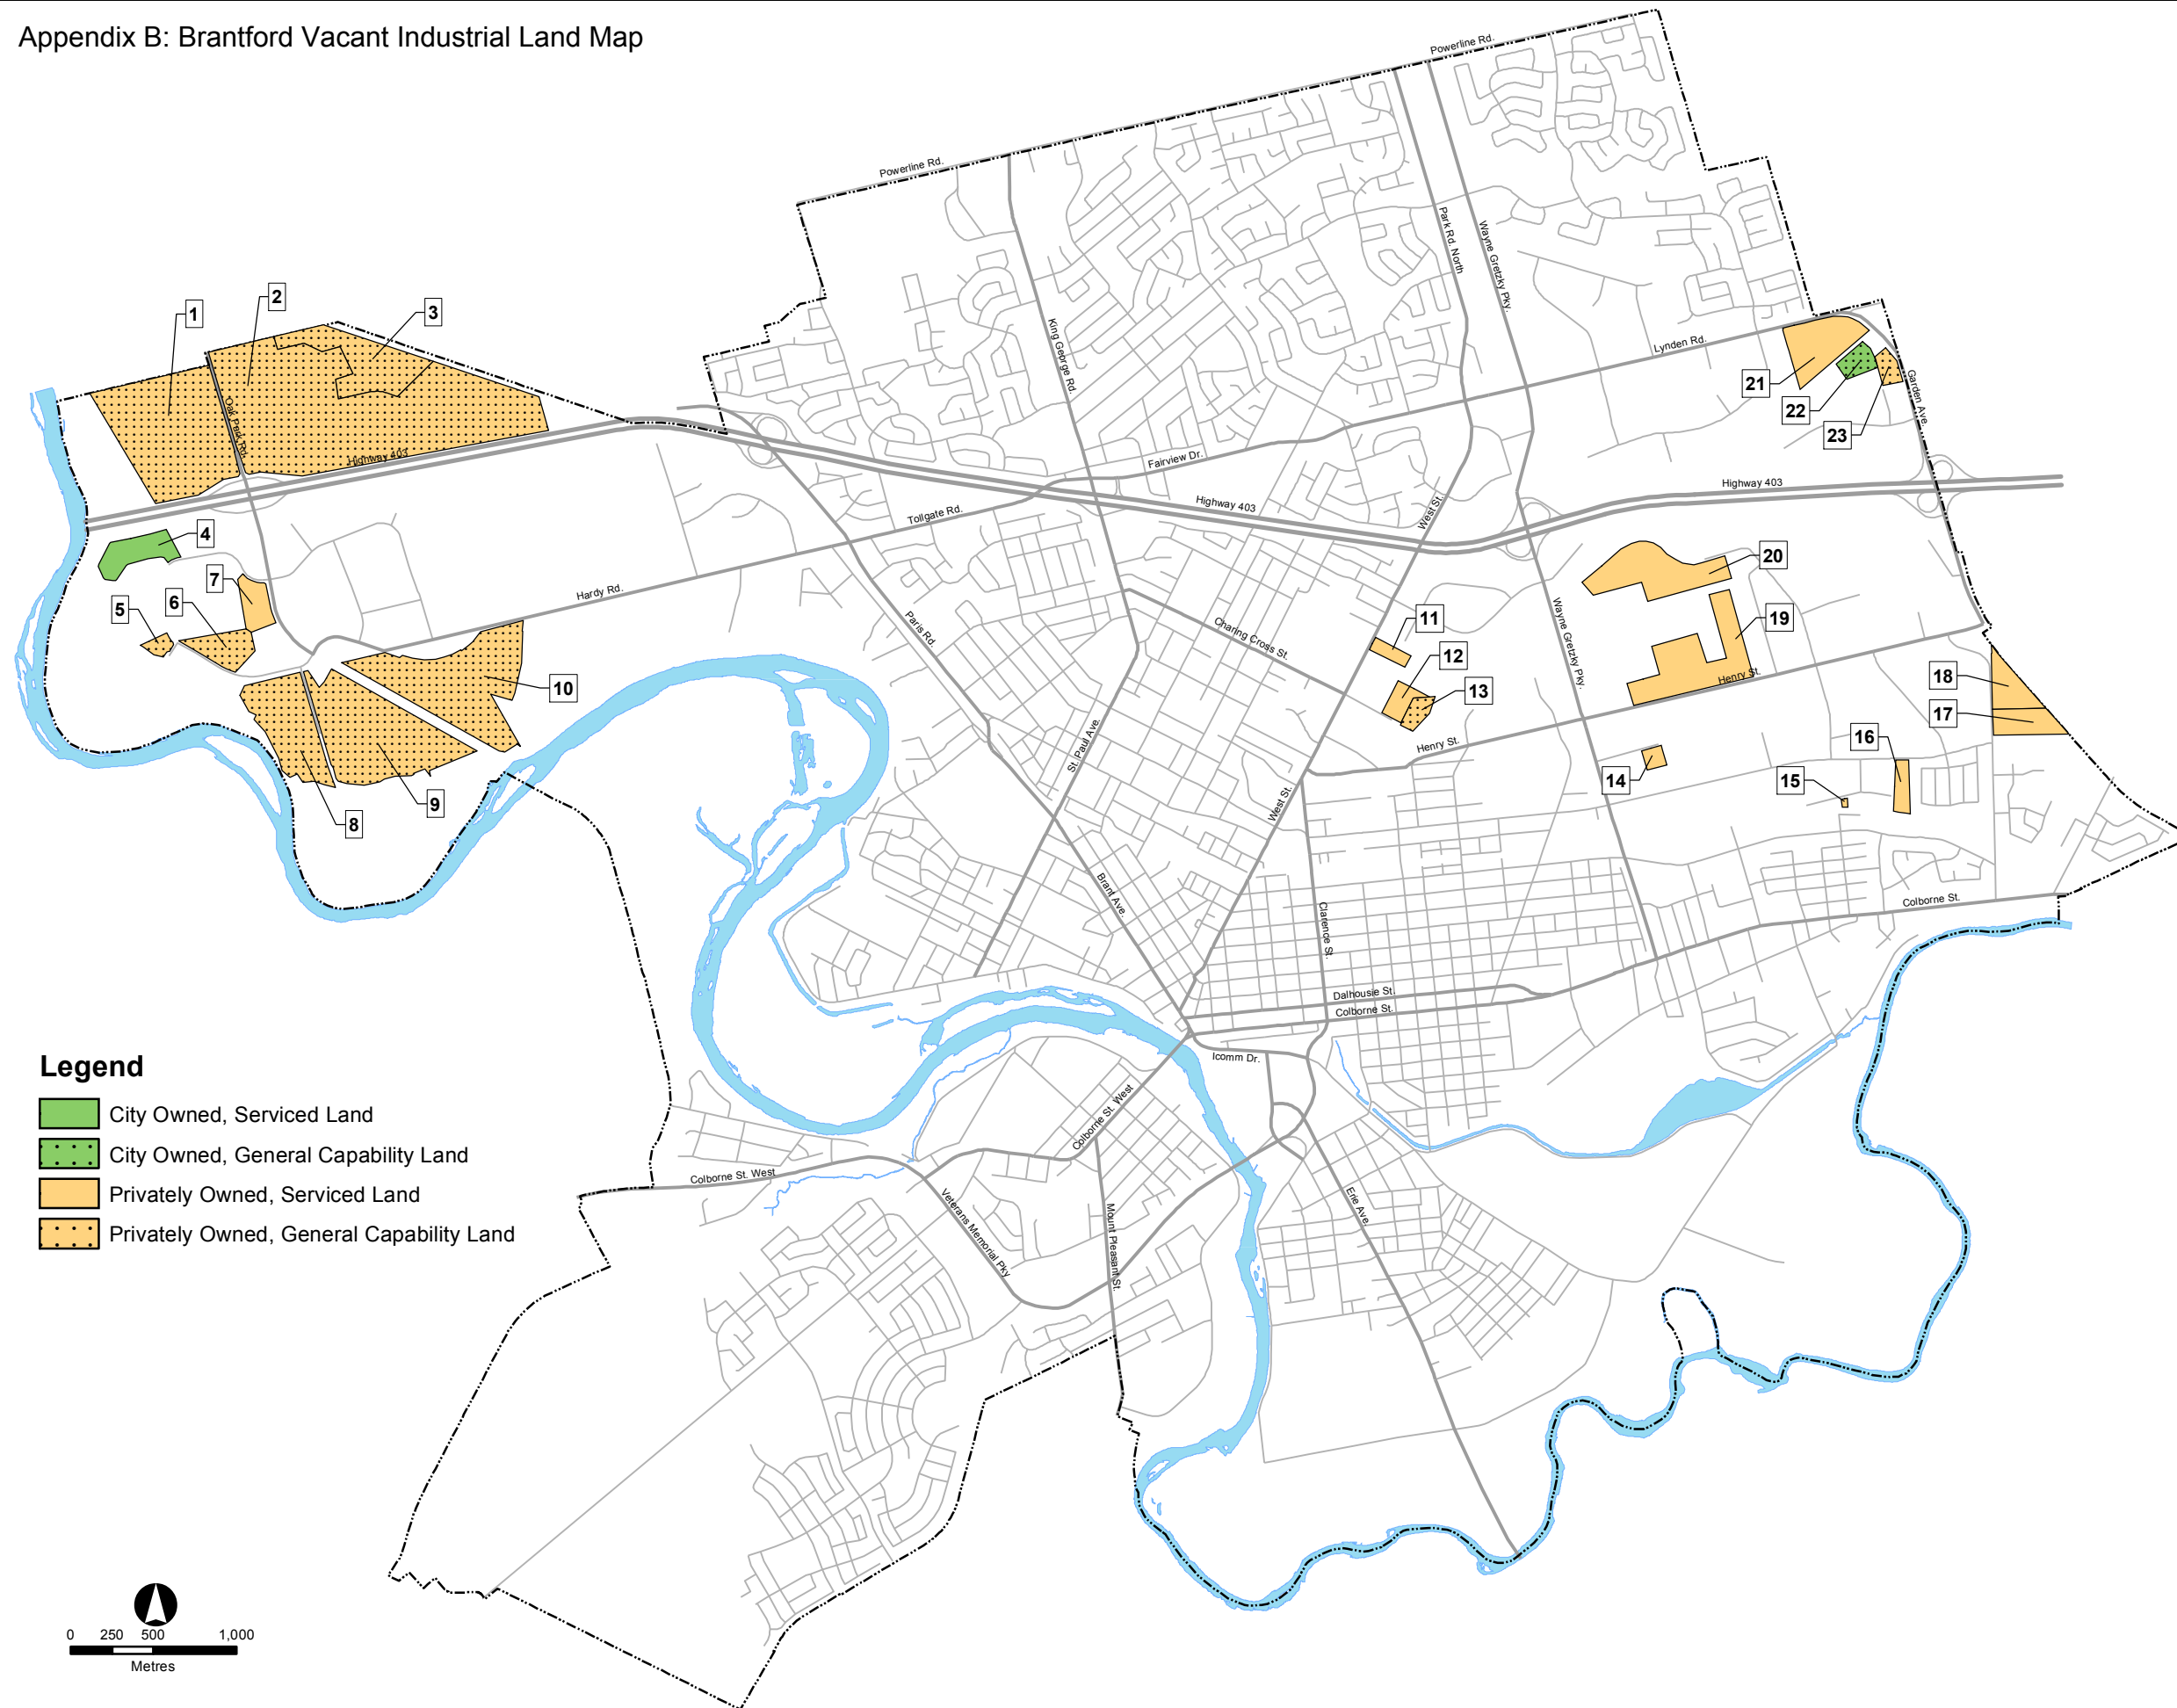 Appendix B: Brantford Vacant Industrial Land Map
Powerline Rd.
Powerline Rd.
Park Rd. North
Wayne Gretzky Pky.
King George Rd.
Lynden Rd.
Garden Ave.
1
2
3
Oak Park Rd.
Highway 403
21
22
23
Fairview Dr.
Highway 403
Highway 403
West St.
Tollgate Rd.
4
5
6
7
Hardy Rd.
Paris Rd.
Charing Cross St.
11
12
13
Wayne Gretzky Pky.
20
19
Henry St.
18
17
16
15
14
Henry St.
10
9
8
St. Paul Ave.
West St.
Brant Ave.
Clarence St.
Colborne St.
Dalhousie St.
Colborne St.
Icomm Dr.
Colborne St. West
Colborne St. West
Veterans Memorial Pky
Mount Pleasant St.
Erie Ave.
Legend
City Owned, Serviced Land
City Owned, General Capability Land
Privately Owned, Serviced Land
Privately Owned, General Capability Land
0 250 500 1,000
Metres